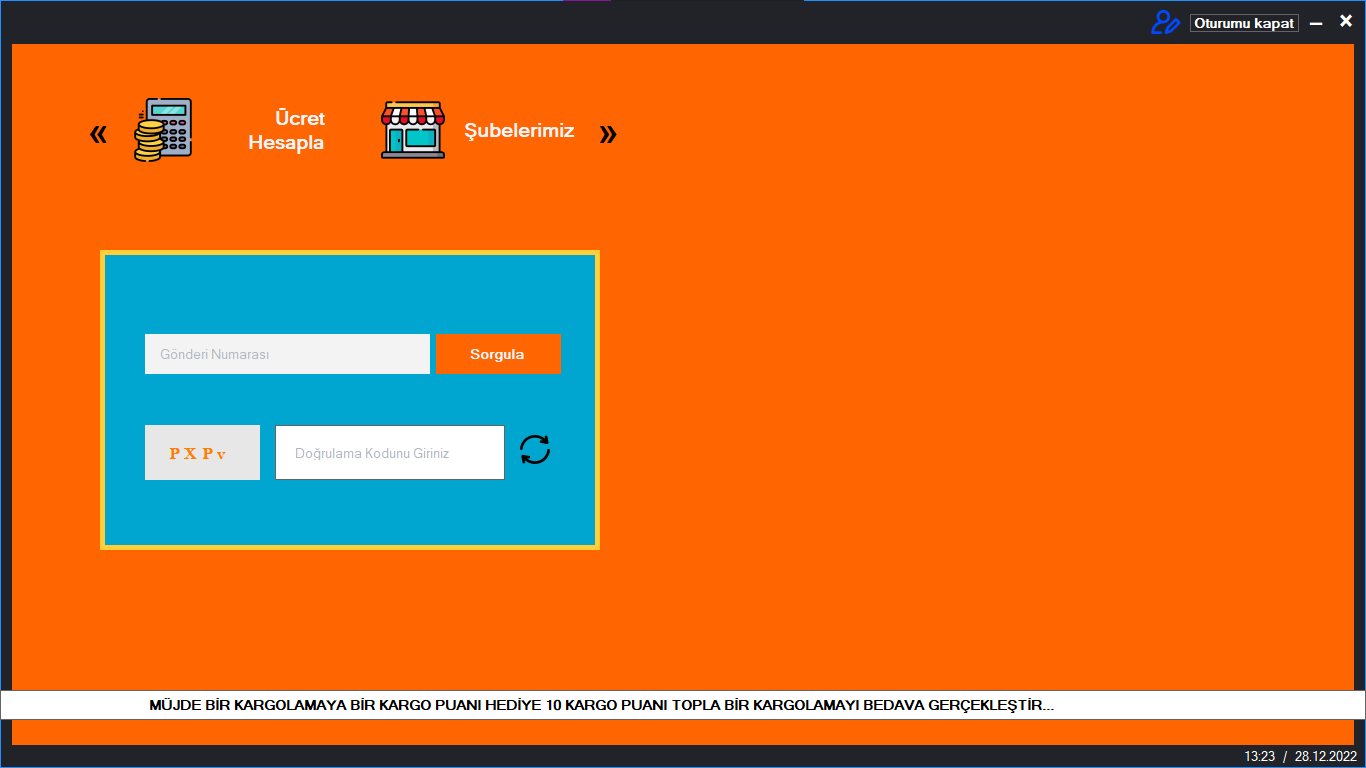 Oturumu kapat
«
Ücret
Hesapla
Şubelerimiz
»
Gönderi Numarası
Sorgula
P X P v
Doğrulama Kodunu Giriniz
MÜJDE BİR KARGOLAMAYA BİR KARGO PUANI HEDİYE 10 KARGO PUANI TOPLA BİR KARGOLAMAYI BEDAVA GERÇEKLEŞTİR...
13:23 / 28.12.2022